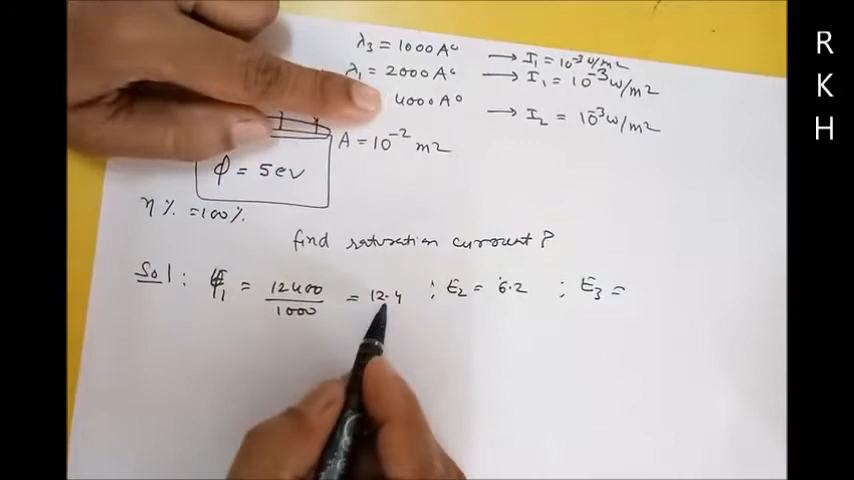 λ3 = 1000 A° → I1 = 10^-3 w/m2
λ1 = 2000 A° → I1 = 10^-3 w/m2
4000 A° → I2 = 10^-3 w/m2
A = 10^-2 m2
ϕ = 5ev
η %. = 100 %.
find saturation currount?
Sol : E1 = 12400/1000 = 12.4 ; E2 = 6.2 ; E3 =
R
K
H